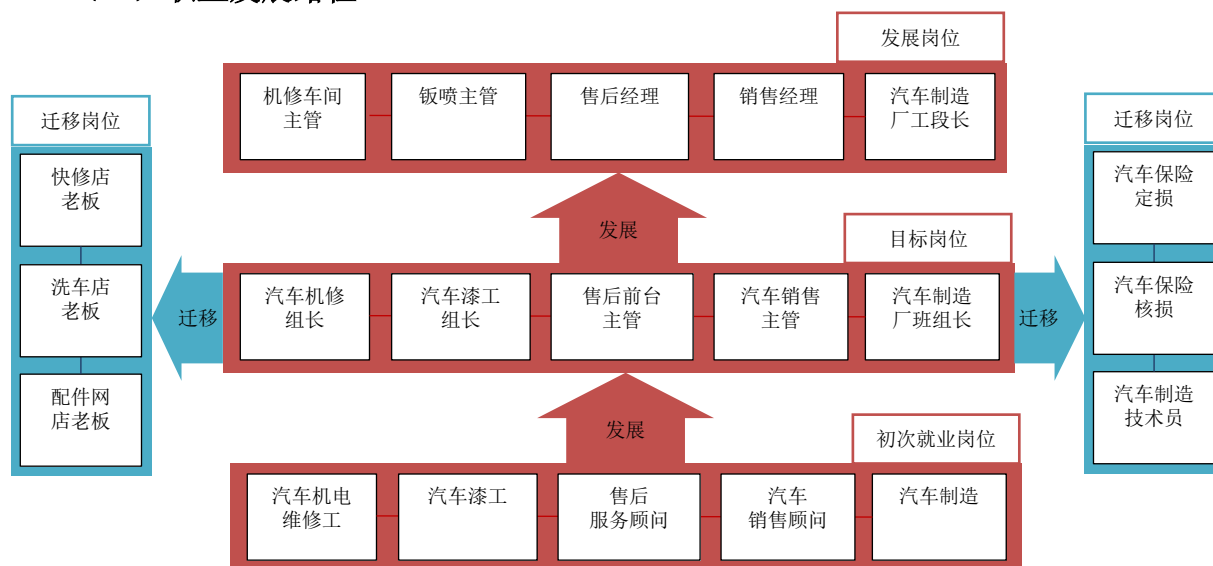 发展岗位
机修车间
主管
钣喷主管
售后经理
销售经理
汽车制造
厂工段长
迁移岗位
快修店
老板
洗车店
老板
配件网
店老板
迁移
发展
目标岗位
汽车机修
组长
汽车漆工
组长
售后前台
主管
汽车销售
主管
汽车制造
厂班组长
迁移
迁移岗位
汽车保险
定损
汽车保险
核损
汽车制造
技术员
发展
初次就业岗位
汽车机电
维修工
汽车漆工
售后
服务顾问
汽车
销售顾问
汽车制造